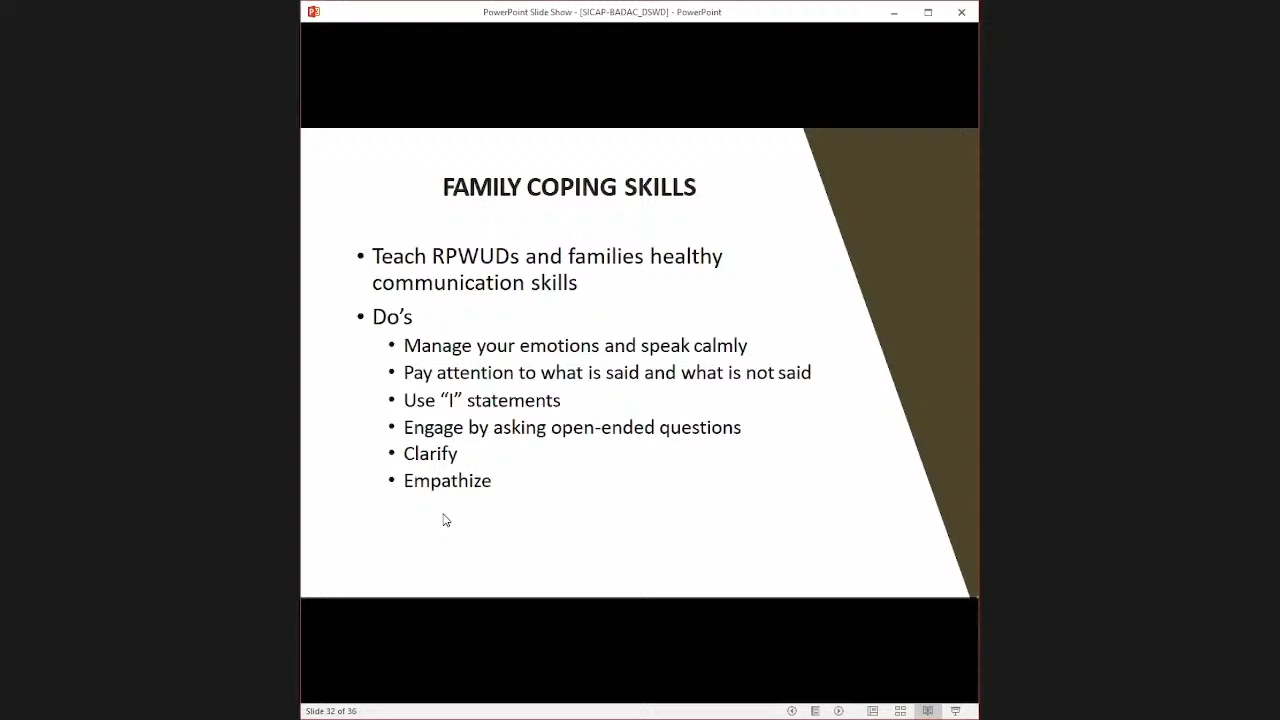 PowerPoint Slide Show - [SICAP-BADAC_DSWD] - PowerPoint
FAMILY COPING SKILLS
• Teach RPWUDs and families healthy
communication skills
• Do’s
• Manage your emotions and speak calmly
• Pay attention to what is said and what is not said
• Use “I” statements
• Engage by asking open-ended questions
• Clarify
• Empathize
Slide 32 of 36